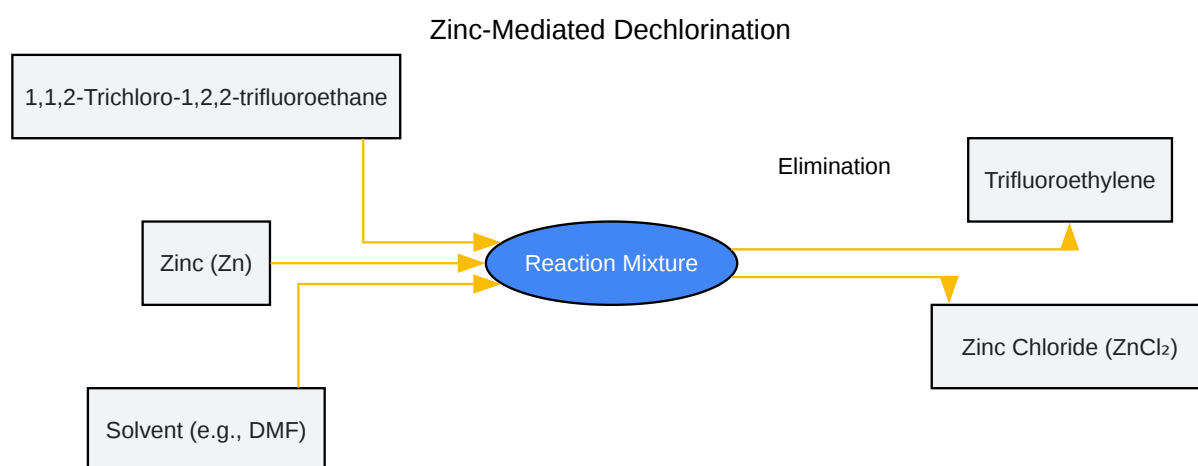 Zinc-Mediated Dechlorination
1,1,2-Trichloro-1,2,2-trifluoroethane
Elimination
Trifluoroethylene
Zinc (Zn)
Reaction Mixture
Zinc Chloride (ZnCl₂)
Solvent (e.g., DMF)